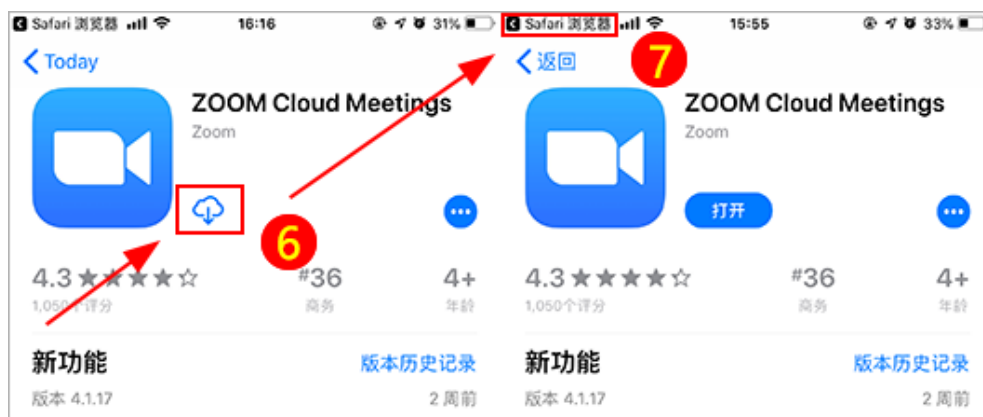 Safari 浏览器 16:16 31%
Today
ZOOM Cloud Meetings
Zoom
6
4.3 #36 4+
1,050个评分 商务 年龄
新功能 版本历史记录
版本 4.1.17 2 周前
Safari 浏览器 15:55 33%
返回
7
ZOOM Cloud Meetings
Zoom
打开
4.3 #36 4+
1,050个评分 商务 年龄
新功能 版本历史记录
版本 4.1.17 2 周前